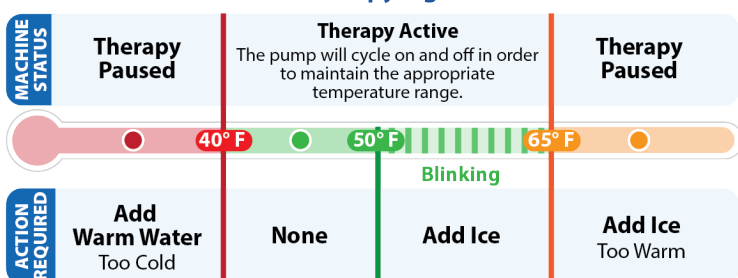 MACHINE
STATUS
Therapy
Paused
Therapy Active
The pump will cycle on and off in order
to maintain the appropriate
temperature range.
Therapy
Paused
40° F
50° F
65° F
Blinking
ACTION
REQUIRED
Add
Warm Water
Too Cold
None
Add Ice
Add Ice
Too Warm